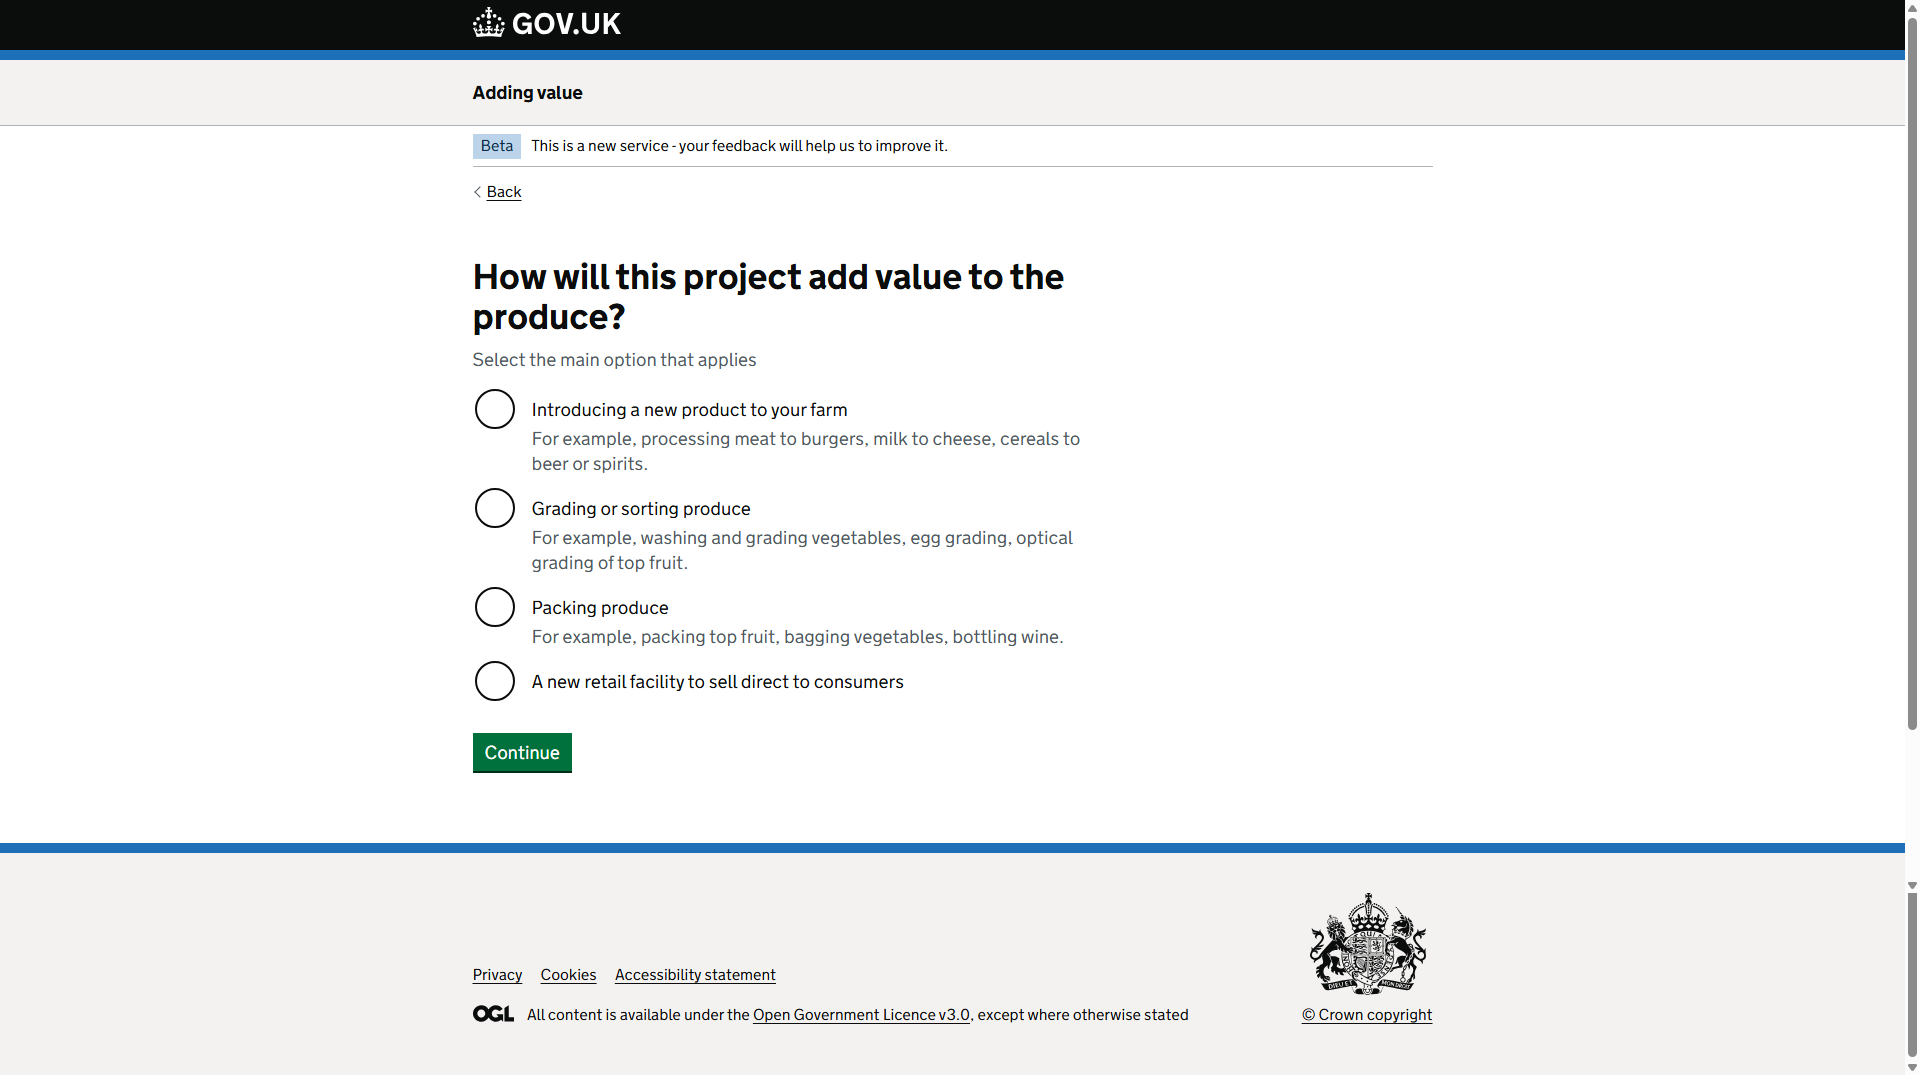 GOV.UK
Adding value
Beta This is a new service - your feedback will help us to improve it.
Back
How will this project add value to the
produce?
Select the main option that applies
Introducing a new product to your farm
For example, processing meat to burgers, milk to cheese, cereals to
beer or spirits.
Grading or sorting produce
For example, washing and grading vegetables, egg grading, optical
grading of top fruit.
Packing produce
For example, packing top fruit, bagging vegetables, bottling wine.
A new retail facility to sell direct to consumers
Continue
Privacy Cookies Accessibility statement
OGL All content is available under the Open Government Licence v3.0, except where otherwise stated
© Crown copyright